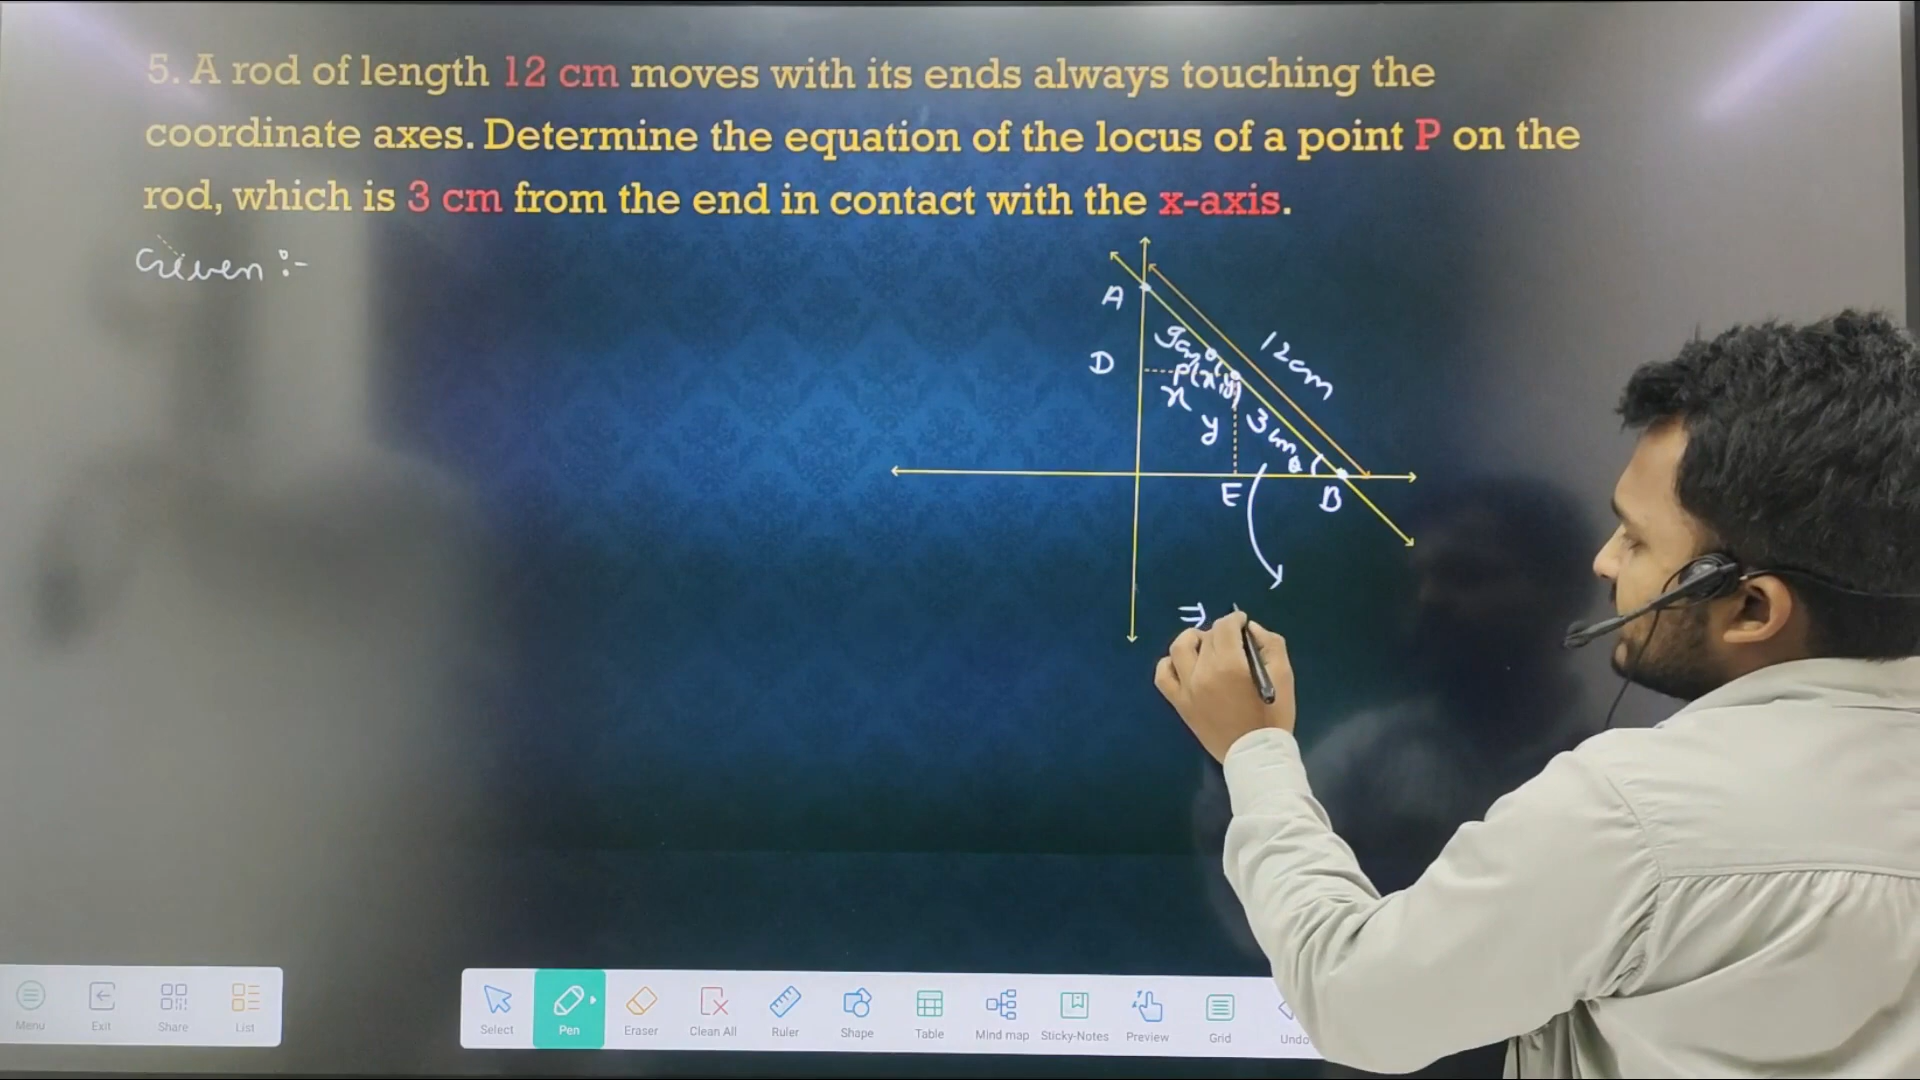 5. A rod of length 12 cm moves with its ends always touching the
coordinate axes. Determine the equation of the locus of a point P on the
rod, which is 3 cm from the end in contact with the x-axis.
Given :-
A
9cm
12cm
D
P(x,y)
x
y
3cm
θ
E
B
⇒
Menu
Exit
Share
List
Select
Pen
Eraser
Clean All
Ruler
Shape
Table
Mind map
Sticky-Notes
Preview
Grid
Undo